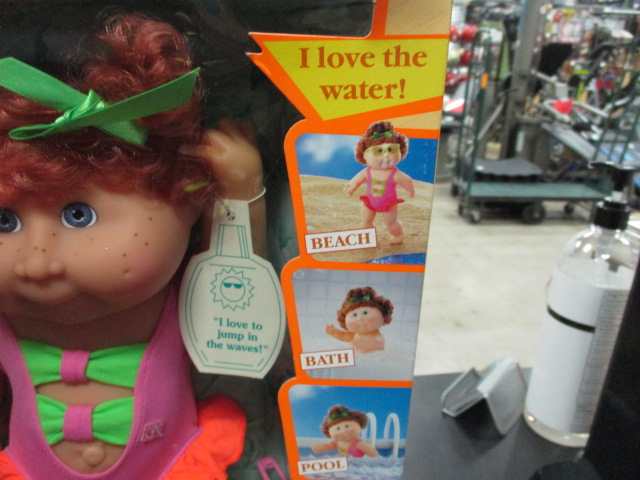 I love the
water!
BEACH
BATH
POOL
"I love to
jump in
the waves!"